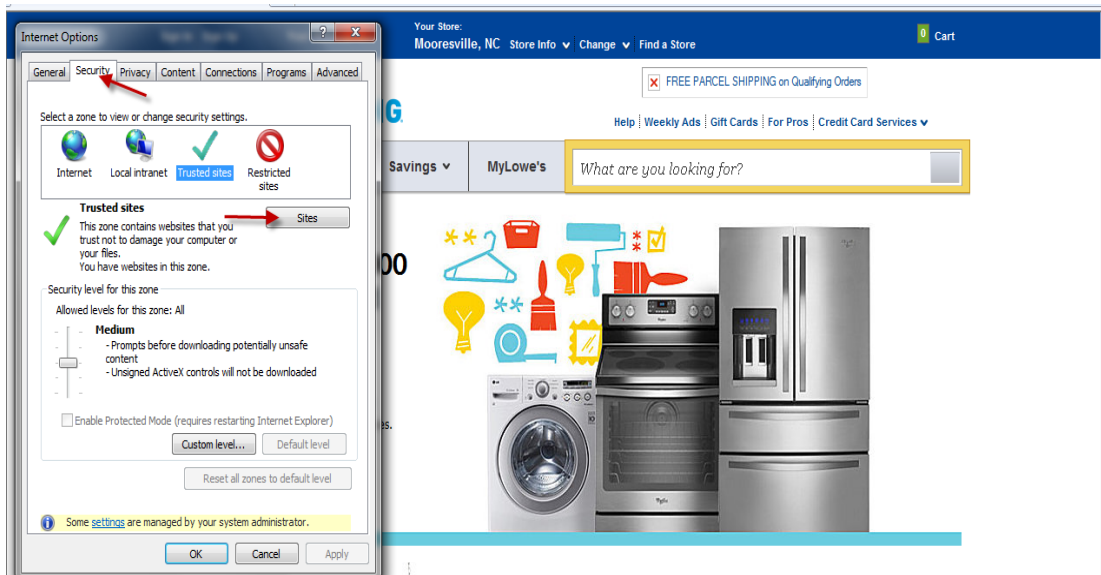 Your Store:
Mooresville, NC Store Info Change Find a Store
0 Cart
Internet Options
General Security Privacy Content Connections Programs Advanced
Select a zone to view or change security settings.
Internet Local intranet Trusted sites Restricted
sites
Trusted sites
Sites
This zone contains websites that you
trust not to damage your computer or
your files.
You have websites in this zone.
Security level for this zone
Allowed levels for this zone: All
Medium
- Prompts before downloading potentially unsafe
content
- Unsigned ActiveX controls will not be downloaded
Enable Protected Mode (requires restarting Internet Explorer)
Custom level... Default level
Reset all zones to default level
Some settings are managed by your system administrator.
OK Cancel Apply
FREE PARCEL SHIPPING on Qualifying Orders
G
Help Weekly Ads Gift Cards For Pros Credit Card Services
Savings MyLowe's What are you looking for?
00
es.